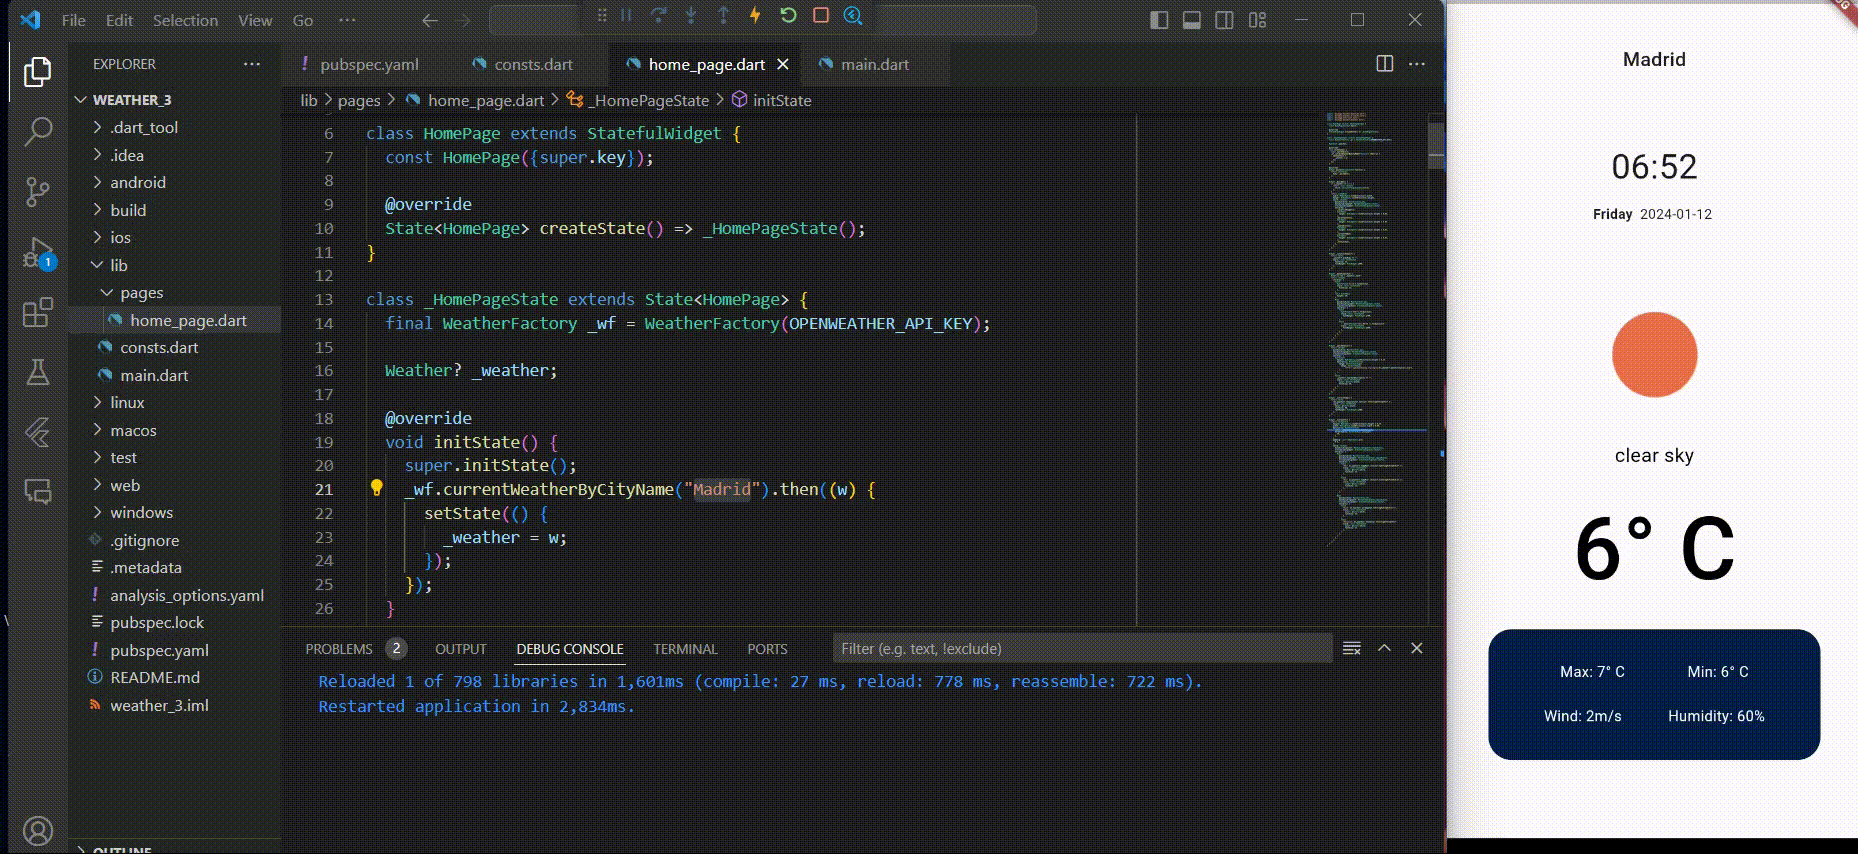 File Edit Selection View Go ···
EXPLORER ···
WEATHER_3
.dart_tool
.idea
android
build
ios
lib
pages
home_page.dart
consts.dart
main.dart
linux
macos
test
web
windows
.gitignore
.metadata
analysis_options.yaml
pubspec.lock
pubspec.yaml
README.md
weather_3.iml
OUTLINE
1
! pubspec.yaml consts.dart home_page.dart main.dart ···
lib > pages > home_page.dart > _HomePageState > initState
6 class HomePage extends StatefulWidget {
7 const HomePage({super.key});
8
9 @override
10 State<HomePage> createState() => _HomePageState();
11 }
12
13 class _HomePageState extends State<HomePage> {
14 final WeatherFactory _wf = WeatherFactory(OPENWEATHER_API_KEY);
15
16 Weather? _weather;
17
18 @override
19 void initState() {
20 super.initState();
21 _wf.currentWeatherByCityName("Madrid").then((w) {
22 setState(() {
23 _weather = w;
24 });
25 });
26 }
PROBLEMS 2 OUTPUT DEBUG CONSOLE TERMINAL PORTS Filter (e.g. text, !exclude)
Reloaded 1 of 798 libraries in 1,601ms (compile: 27 ms, reload: 778 ms, reassemble: 722 ms).
Restarted application in 2,834ms.
Madrid
06:52
Friday 2024-01-12
clear sky
6° C
Max: 7° C Min: 6° C
Wind: 2m/s Humidity: 60%